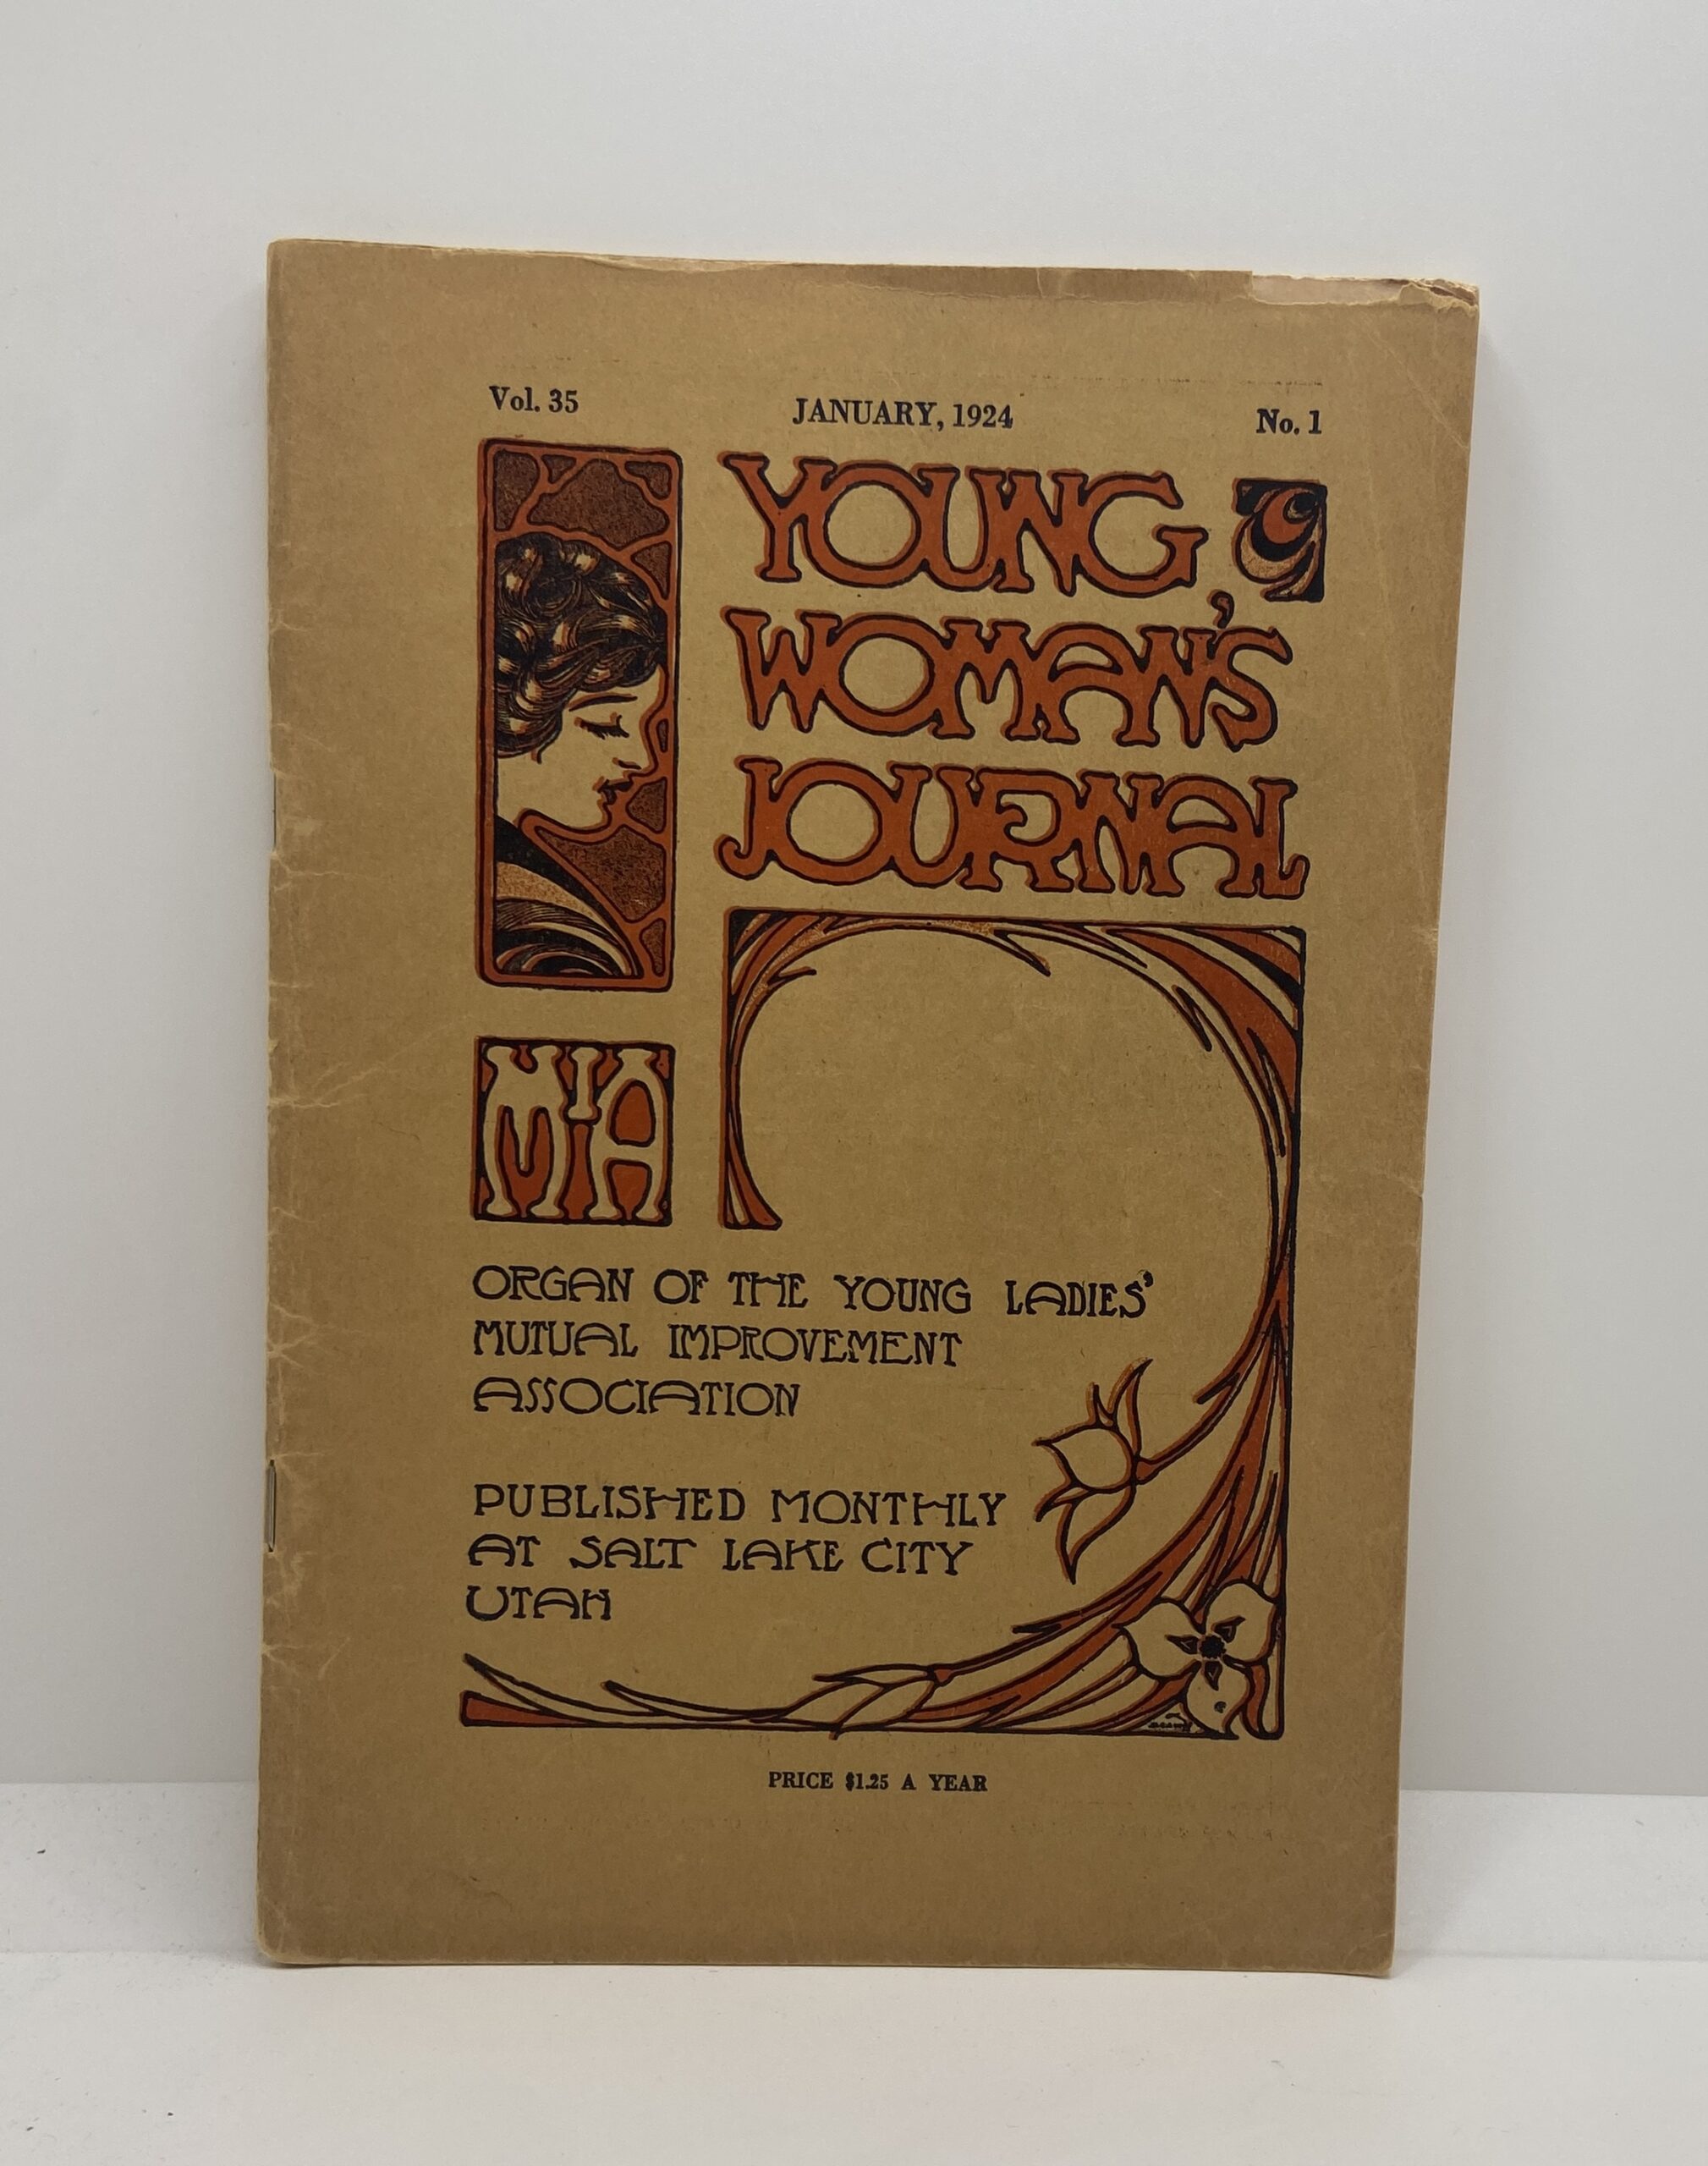 Vol. 35 JANUARY, 1924 No. 1
YOUNG
WOMAN'S
JOURNAL
MIA
ORGAN OF THE YOUNG LADIES'
MUTUAL IMPROVEMENT
ASSOCIATION
PUBLISHED MONTHLY
AT SALT LAKE CITY
UTAH
PRICE $1.25 A YEAR